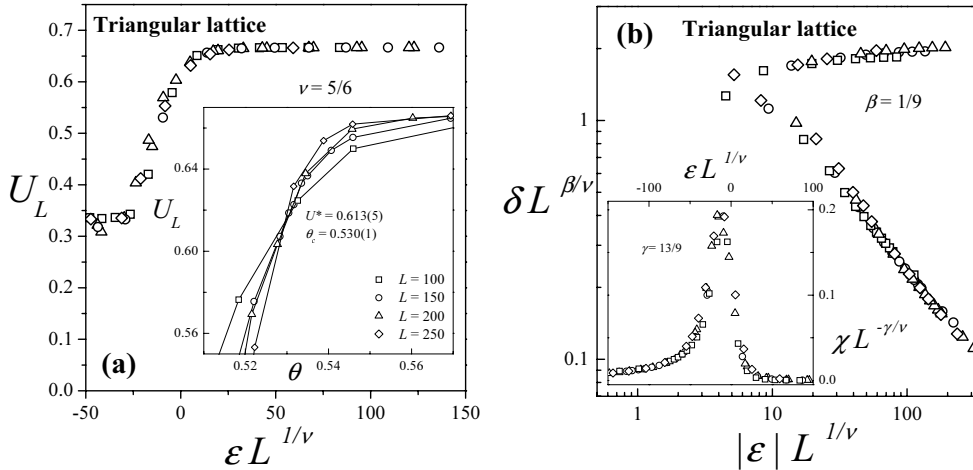 Triangular lattice
0.7
0.6
0.5
0.4
0.3
0.2
0.1
0.0
U_L
ν = 5/6
0.64
0.60
0.56
U_L
U* = 0.613(5)
θ_c = 0.530(1)
L = 100
L = 150
L = 200
L = 250
0.52 0.54 0.56
θ
(a)
-50 0 50 100 150
εL^{1/ν}
(b)
Triangular lattice
1
0.1
δL^{β/ν}
β = 1/9
εL^{1/ν}
-100 0 100
γ = 13/9
0.2
0.1
0.0
χL^{-γ/ν}
1 10 100
|ε|L^{1/ν}